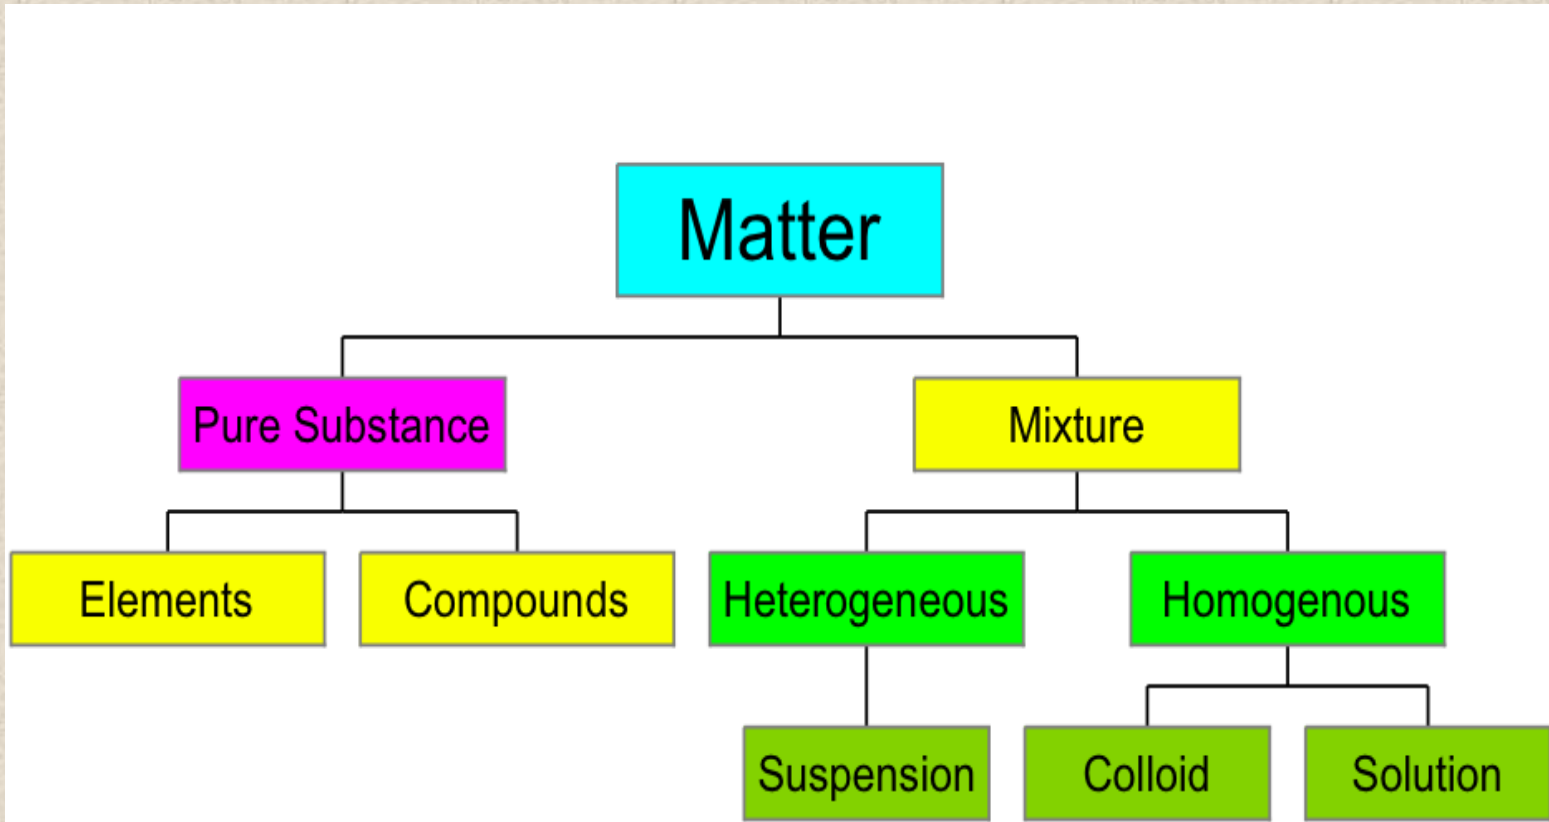 Matter
Pure Substance
Mixture
Elements
Compounds
Heterogeneous
Homogenous
Suspension
Colloid
Solution